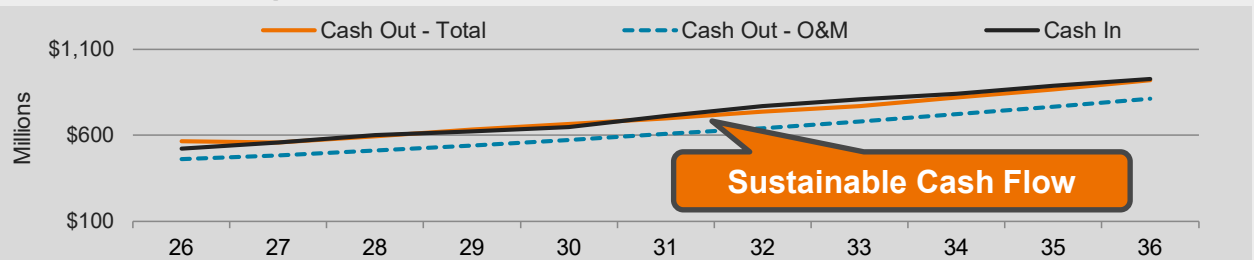 Cash Out - Total Cash Out - O&M Cash In
$1,100
Millions
$600
Sustainable Cash Flow
$100
26 27 28 29 30 31 32 33 34 35 36